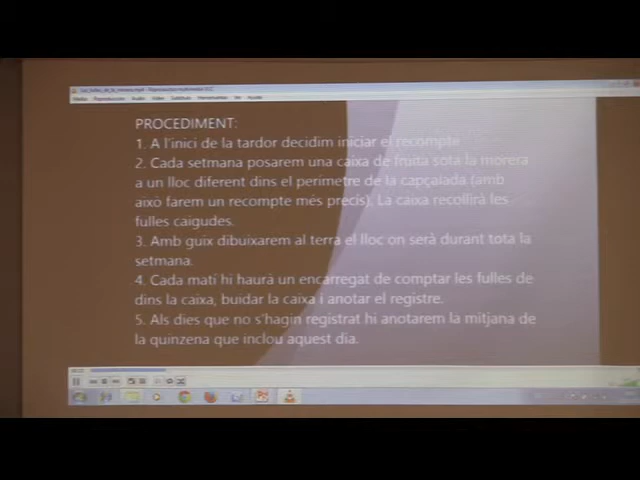 PROCEDIMENT:
1. A l'inici de la tardor decidim iniciar el recompte
2. Cada setmana posarem una caixa de fruita sota la morera
a un lloc diferent dins el perímetre de la capçalada (amb
això farem un recompte més precís). La caixa recollirà les
fulles caigudes.
3. Amb guix dibuixarem al terra el lloc on serà durant tota la
setmana.
4. Cada matí hi haurà un encarregat de comptar les fulles de
dins la caixa, buidar la caixa i anotar el registre.
5. Als dies que no s'hagin registrat hi anotarem la mitjana de
la quinzena que inclou aquest dia.